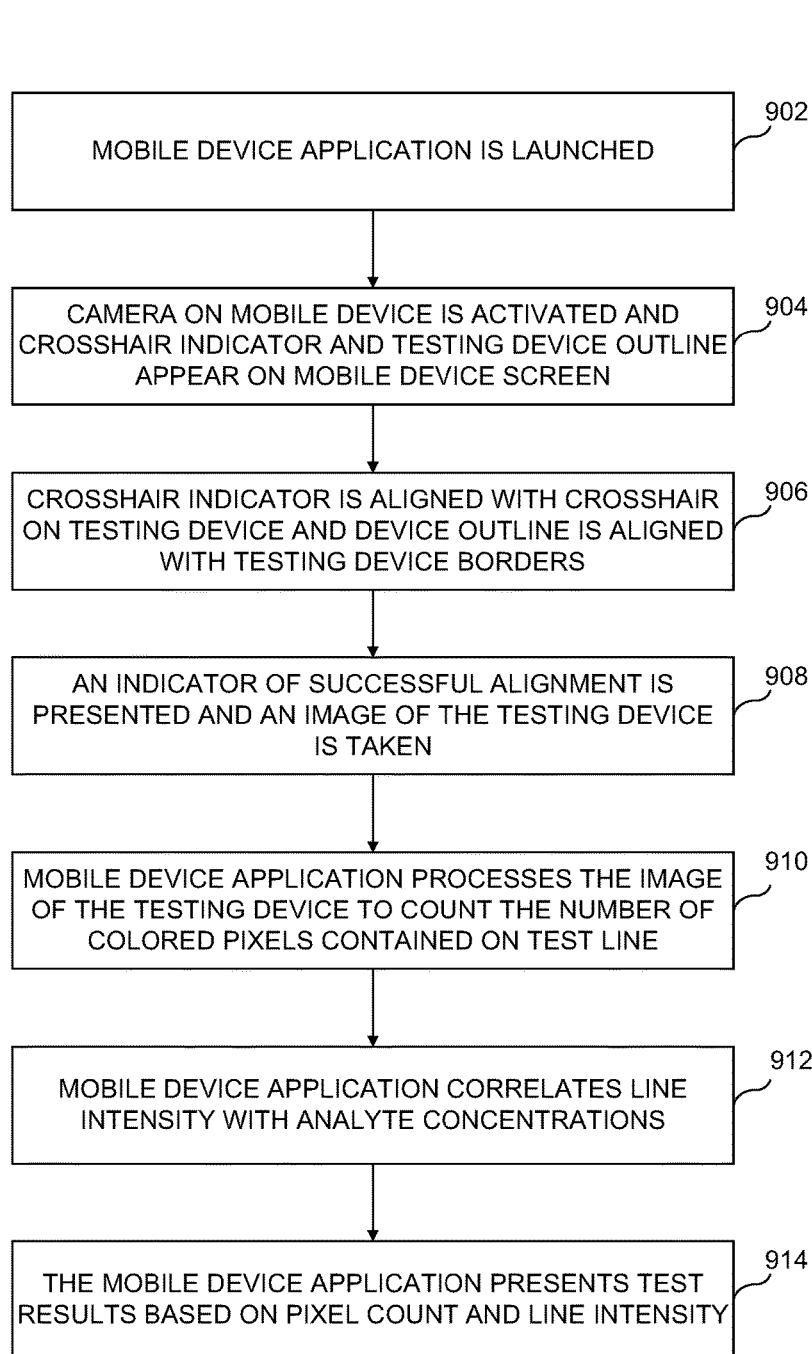 902
MOBILE DEVICE APPLICATION IS LAUNCHED
904
CAMERA ON MOBILE DEVICE IS ACTIVATED AND
CROSSHAIR INDICATOR AND TESTING DEVICE OUTLINE
APPEAR ON MOBILE DEVICE SCREEN
906
CROSSHAIR INDICATOR IS ALIGNED WITH CROSSHAIR
ON TESTING DEVICE AND DEVICE OUTLINE IS ALIGNED
WITH TESTING DEVICE BORDERS
908
AN INDICATOR OF SUCCESSFUL ALIGNMENT IS
PRESENTED AND AN IMAGE OF THE TESTING DEVICE
IS TAKEN
910
MOBILE DEVICE APPLICATION PROCESSES THE IMAGE
OF THE TESTING DEVICE TO COUNT THE NUMBER OF
COLORED PIXELS CONTAINED ON TEST LINE
912
MOBILE DEVICE APPLICATION CORRELATES LINE
INTENSITY WITH ANALYTE CONCENTRATIONS
914
THE MOBILE DEVICE APPLICATION PRESENTS TEST
RESULTS BASED ON PIXEL COUNT AND LINE INTENSITY